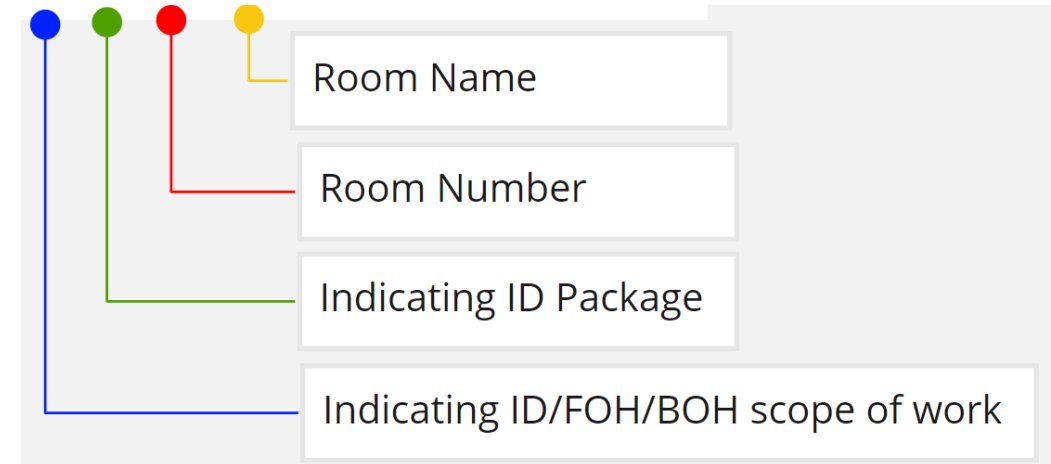 Room Name
Room Number
Indicating ID Package
Indicating ID/FOH/BOH scope of work